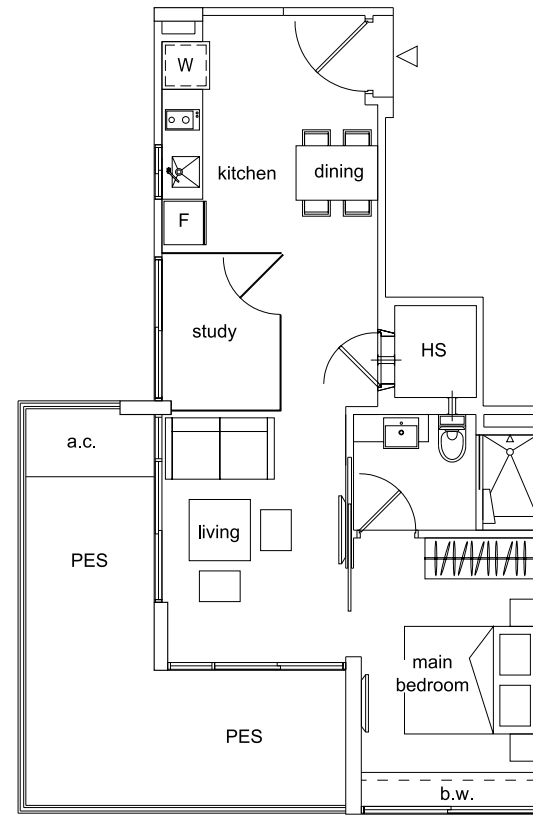 W
kitchen
dining
F
study
HS
a.c.
living
PES
main
bedroom
PES
b.w.